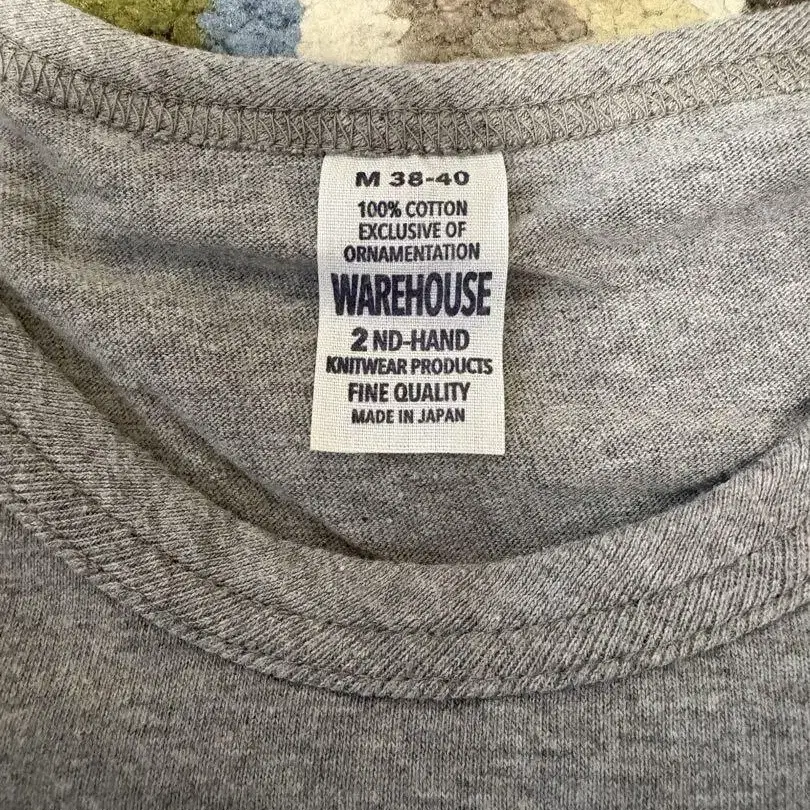 M 38-40
100% COTTON
EXCLUSIVE OF
ORNAMENTATION
WAREHOUSE
2 ND-HAND
KNITWEAR PRODUCTS
FINE QUALITY
MADE IN JAPAN